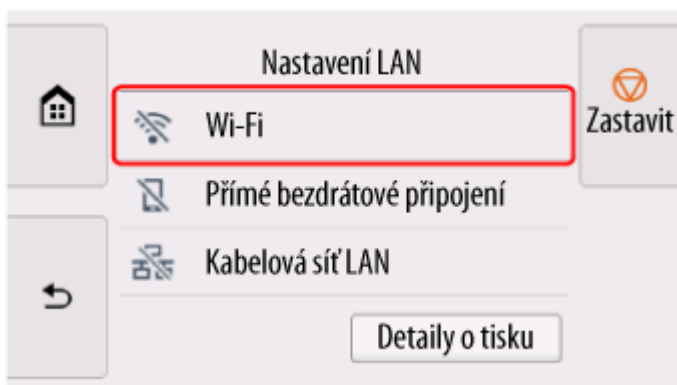 Nastavení LAN
Wi-Fi
Zastavit
Přímé bezdrátové připojení
Kabelová síť LAN
Detaily o tisku